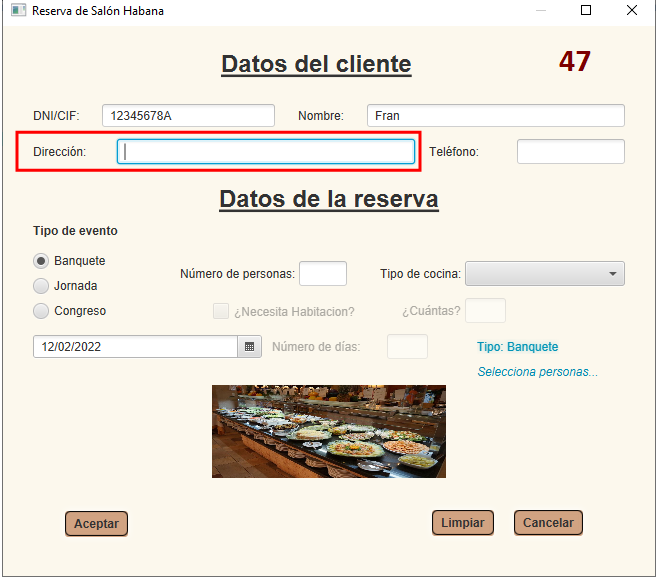 Reserva de Salón Habana
Datos del cliente
47
DNI/CIF: 12345678A Nombre: Fran
Dirección: Teléfono:
Datos de la reserva
Tipo de evento
Banquete
Número de personas: Tipo de cocina:
Jornada
Congreso ¿Necesita Habitacion? ¿Cuántas?
12/02/2022 Número de días: Tipo: Banquete
Selecciona personas...
Aceptar Limpiar Cancelar